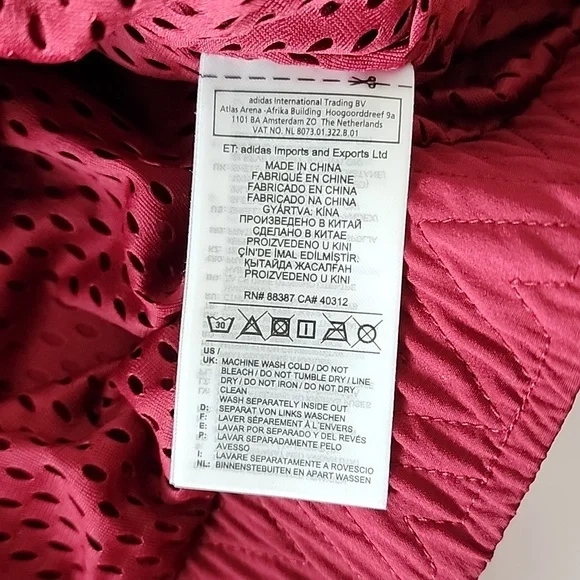 adidas International Trading BV
Atlas Arena -Afrika Building Hoogoorddreef 9a
1101 BA Amsterdam ZO The Netherlands
VAT NO. NL 8073.01.322.B.01
ET: adidas Imports and Exports Ltd
MADE IN CHINA
FABRIQUÉ EN CHINE
FABRICADO EN CHINA
FABRICADO NA CHINA
GYÁRTVA: KÍNA
ПРОИЗВЕДЕНО В КИТАЕ
СДЕЛАНО В КИТАЕ
PROIZVEDENO U KINI
ÇIN'DE İMAL EDİLMİŞTİR.
ҚЫТАЙДА ЖАСАЛҒАН
PROIZVEDENO U KINI
RN# 88387 CA# 40312
30
US /
UK: MACHINE WASH COLD / DO NOT
BLEACH / DO NOT TUMBLE DRY / LINE
DRY / DO NOT IRON / DO NOT DRY
CLEAN
WASH SEPARATELY INSIDE OUT
D: SEPARAT VON LINKS WASCHEN
F: LAVER SÉPAREMENT À L'ENVERS
E: LAVAR POR SEPARADO Y DEL REVÉS
P: LAVAR SEPARADAMENTE PELO
AVESSO
I: LAVARE SEPARATAMENTE A ROVESCIO
NL: BINNENSTEBUITEN EN APART WASSEN